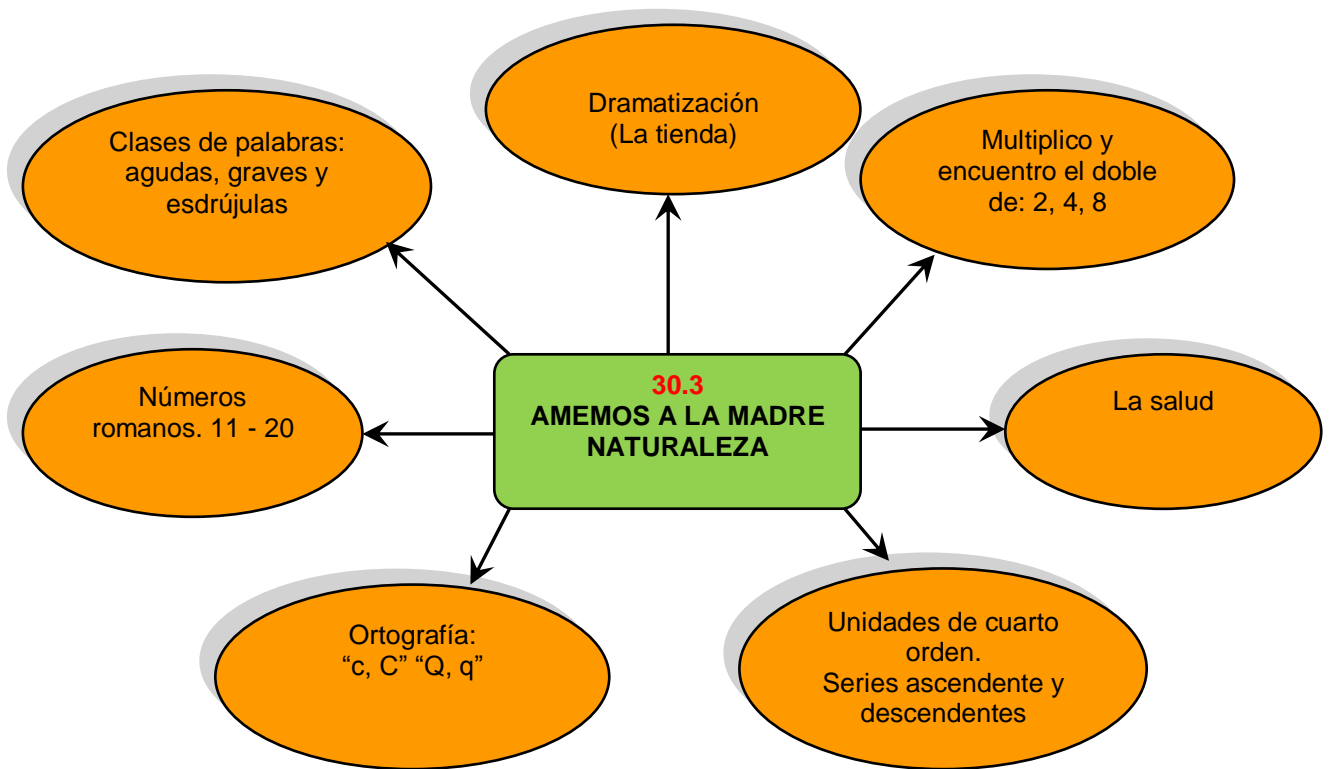 Dramatización
(La tienda)
Clases de palabras:
agudas, graves y
esdrújulas
Multiplico y
encuentro el doble
de: 2, 4, 8
30.3
AMEMOS A LA MADRE
NATURALEZA
Números
romanos. 11 - 20
La salud
Ortografía:
“c, C” “Q, q”
Unidades de cuarto
orden.
Series ascendente y
descendentes